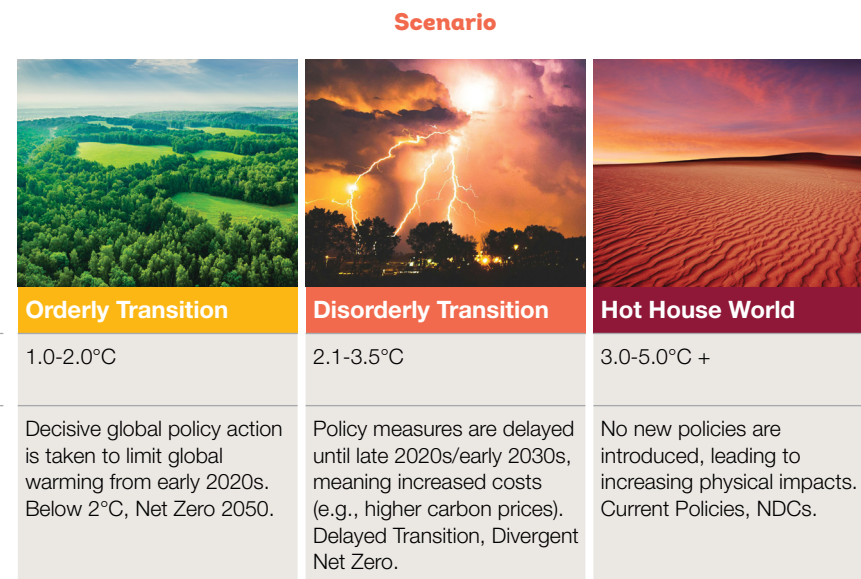 Scenario
Orderly Transition
Disorderly Transition
Hot House World
1.0-2.0°C
2.1-3.5°C
3.0-5.0°C +
Decisive global policy action
is taken to limit global
warming from early 2020s.
Below 2°C, Net Zero 2050.
Policy measures are delayed
until late 2020s/early 2030s,
meaning increased costs
(e.g., higher carbon prices).
Delayed Transition, Divergent
Net Zero.
No new policies are
introduced, leading to
increasing physical impacts.
Current Policies, NDCs.